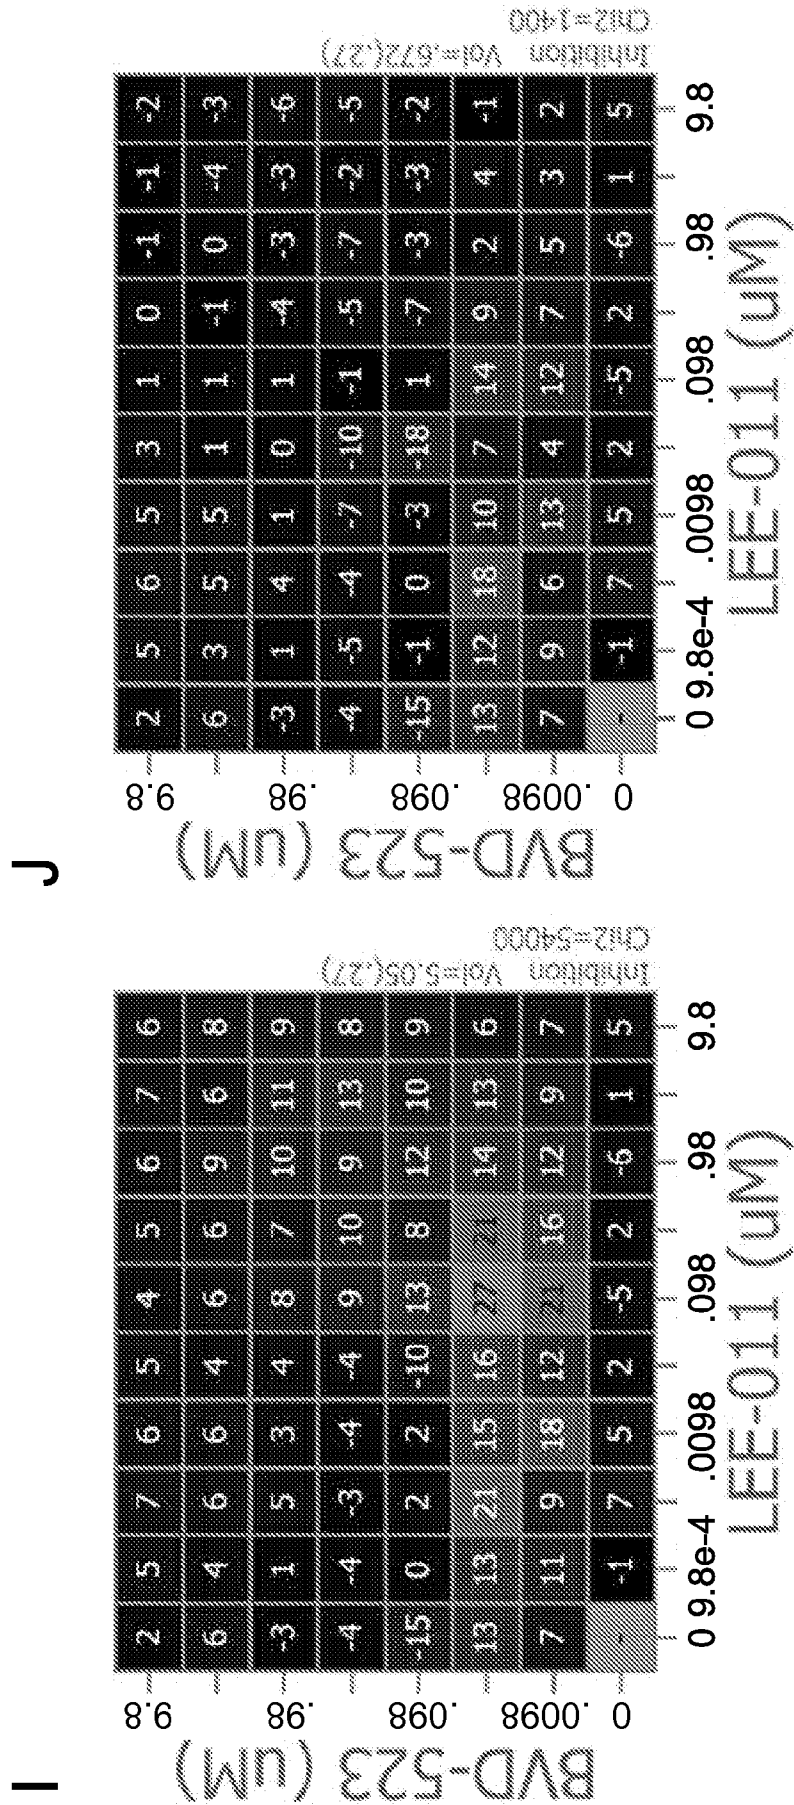 I
BVD-523 (uM)
9.8 2 5 7 6 5 4 5 6 7 6
6 4 6 6 4 6 6 9 6 8
.98 -3 1 5 3 4 8 7 10 11 9
-4 -4 -3 -4 -4 9 10 9 13 8
.098 -15 0 2 2 -10 13 8 12 10 9
13 13 21 15 16 27 21 14 13 6
.0098 7 11 9 18 12 21 16 12 9 7
0 - -1 7 5 2 -5 2 -6 1 5
0 9.8e-4 .0098 .098 .98 9.8
LEE-011 (uM)
Inhibition Vol=5.05(.27)
Chi2=54000
J
BVD-523 (uM)
9.8 2 5 6 5 3 1 0 -1 -1 -2
6 3 5 5 1 1 -1 0 -4 -3
.98 -3 1 4 1 0 1 -4 -3 -3 -6
-4 -5 -4 -7 -10 -1 -5 -7 -2 -5
.098 -15 -1 0 -3 -18 1 -7 -3 -3 -2
13 12 18 10 7 14 9 2 4 -1
.0098 7 9 6 13 4 12 7 5 3 2
0 - -1 7 5 2 -5 2 -6 1 5
0 9.8e-4 .0098 .098 .98 9.8
LEE-011 (uM)
Inhibition Vol=.672(.27)
Chi2=1400